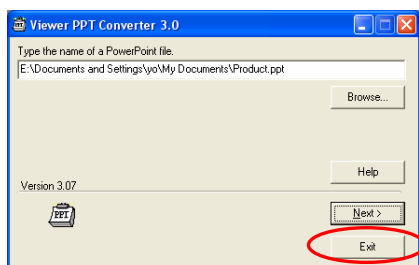 Viewer PPT Converter 3.0
Type the name of a PowerPoint file.
E:\Documents and Settings\yo\My Documents\Product.ppt
Browse...
Help
Version 3.07
PPT
Next >
Exit